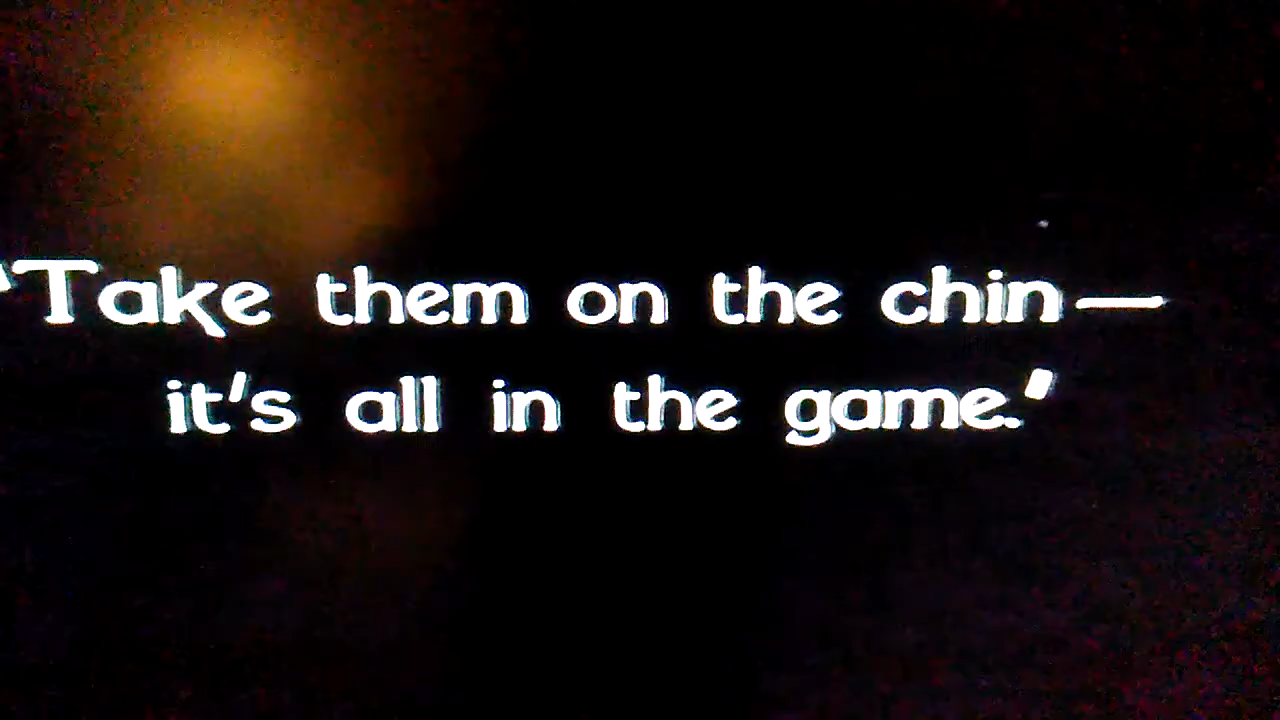 "Take them on the chin—
it's all in the game."